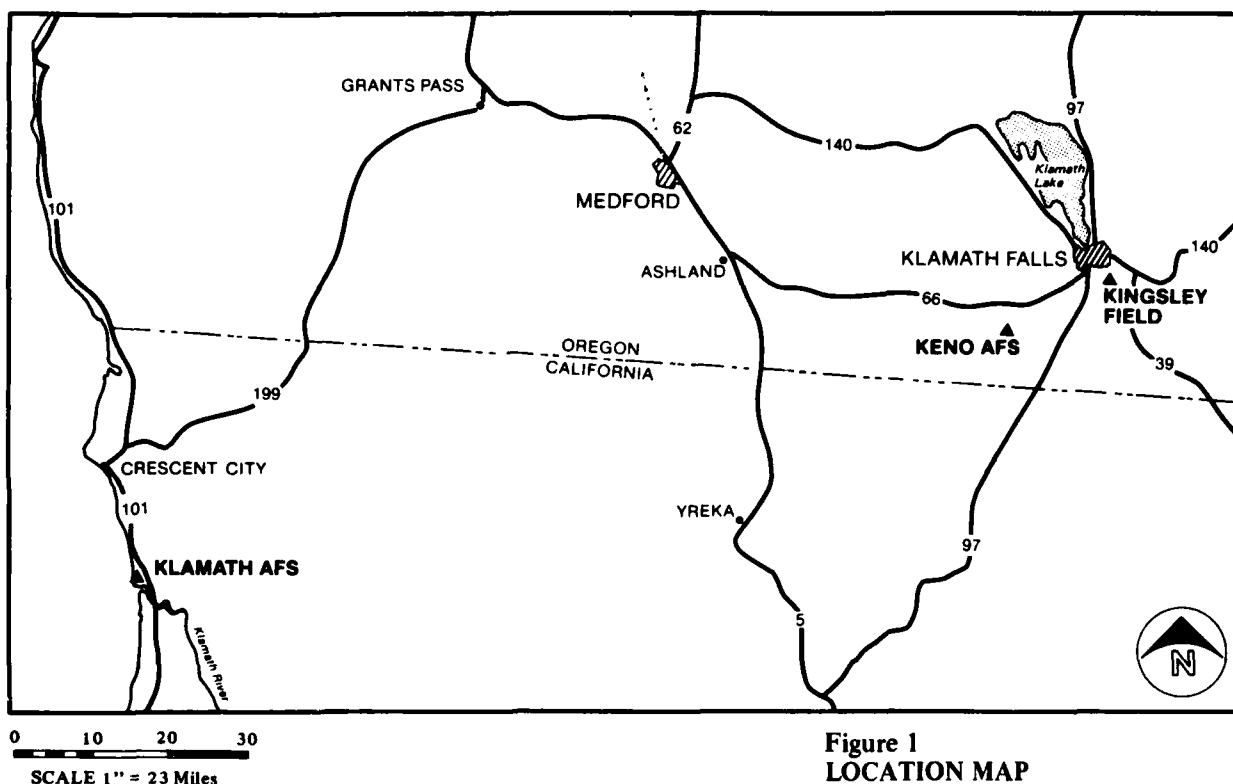 GRANTS PASS
97
62
140
Klamath
Lake
101
MEDFORD
KLAMATH FALLS
140
ASHLAND
66
KINGSLEY
FIELD
KENO AFS
OREGON
CALIFORNIA
39
199
CRESCENT CITY
101
YREKA
97
KLAMATH AFS
5
Klamath River
N
0 10 20 30
SCALE 1" = 23 Miles
Figure 1
LOCATION MAP